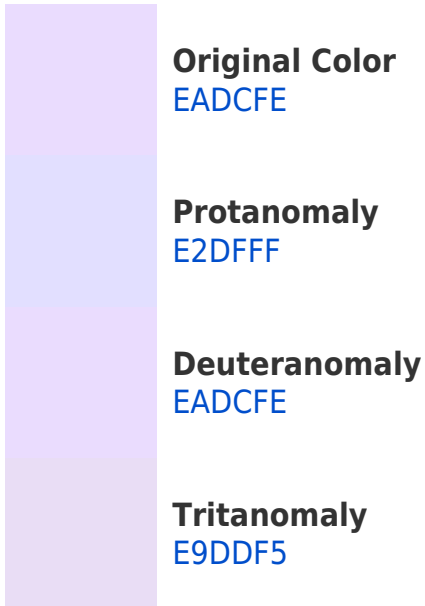 Original Color
EADCFE
Protanomaly
E2DFFF
Deuteranomaly
EADCFE
Tritanomaly
E9DDF5